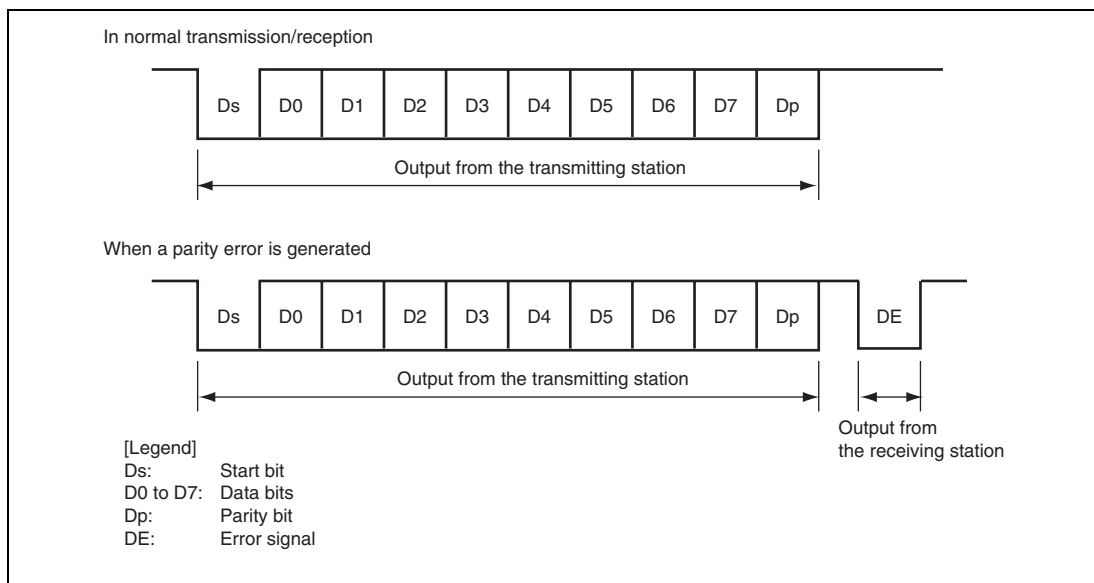 In normal transmission/reception
Ds D0 D1 D2 D3 D4 D5 D6 D7 Dp
Output from the transmitting station
When a parity error is generated
Ds D0 D1 D2 D3 D4 D5 D6 D7 Dp DE
Output from the transmitting station
Output from
the receiving station
[Legend]
Ds: Start bit
D0 to D7: Data bits
Dp: Parity bit
DE: Error signal